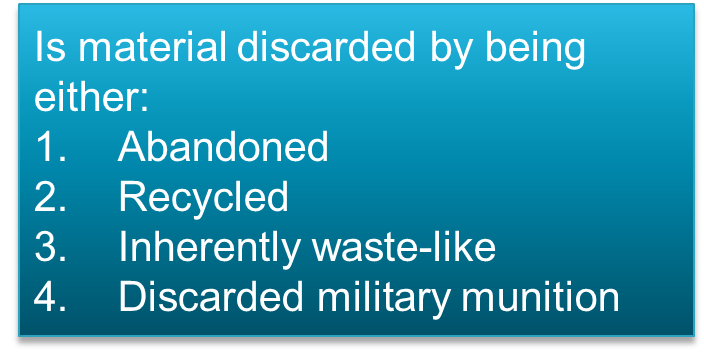 Is material discarded by being
either:
1. Abandoned
2. Recycled
3. Inherently waste-like
4. Discarded military munition